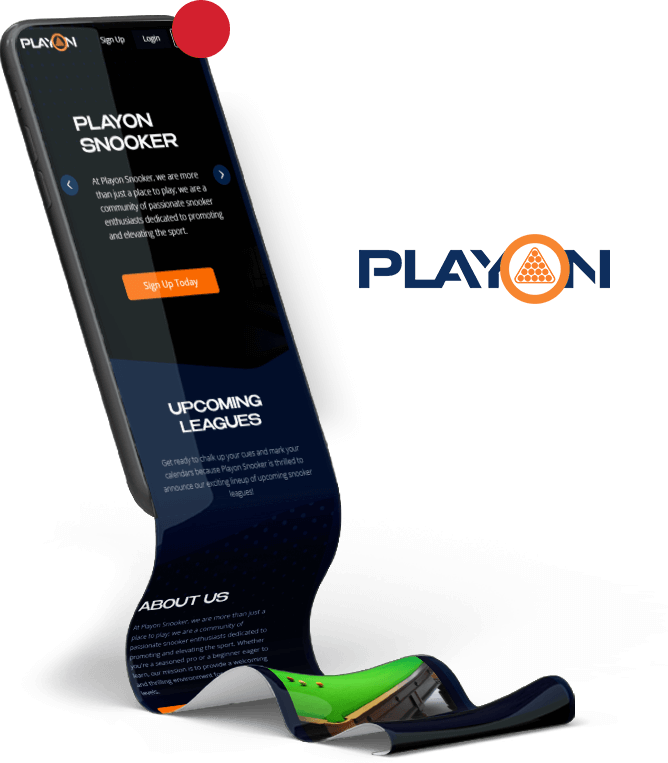 PLAYON
Sign Up
Login
PLAYON
SNOOKER
At Playon Snooker, we are more
than just a place to play; we are a
community of passionate snooker
enthusiasts dedicated to promoting
and elevating the sport.
Sign Up Today
PLAYON
UPCOMING
LEAGUES
Get ready to chalk up your cues and mark your
calendars because Playon Snooker is thrilled to
announce our exciting lineup of upcoming snooker
leagues!
ABOUT US
At Playon Snooker, we are more than just a
place to play; we are a community of
passionate snooker enthusiasts dedicated to
promoting and elevating the sport. Whether
you're a seasoned pro or a beginner eager to
learn, our mission is to provide a welcoming
and thrilling environment for
levels.